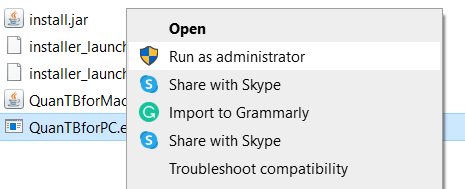 install.jar
installer_launch
installer_launch
QuanTBforMac
QuanTBforPC.e
Open
Run as administrator
Share with Skype
Import to Grammarly
Share with Skype
Troubleshoot compatibility